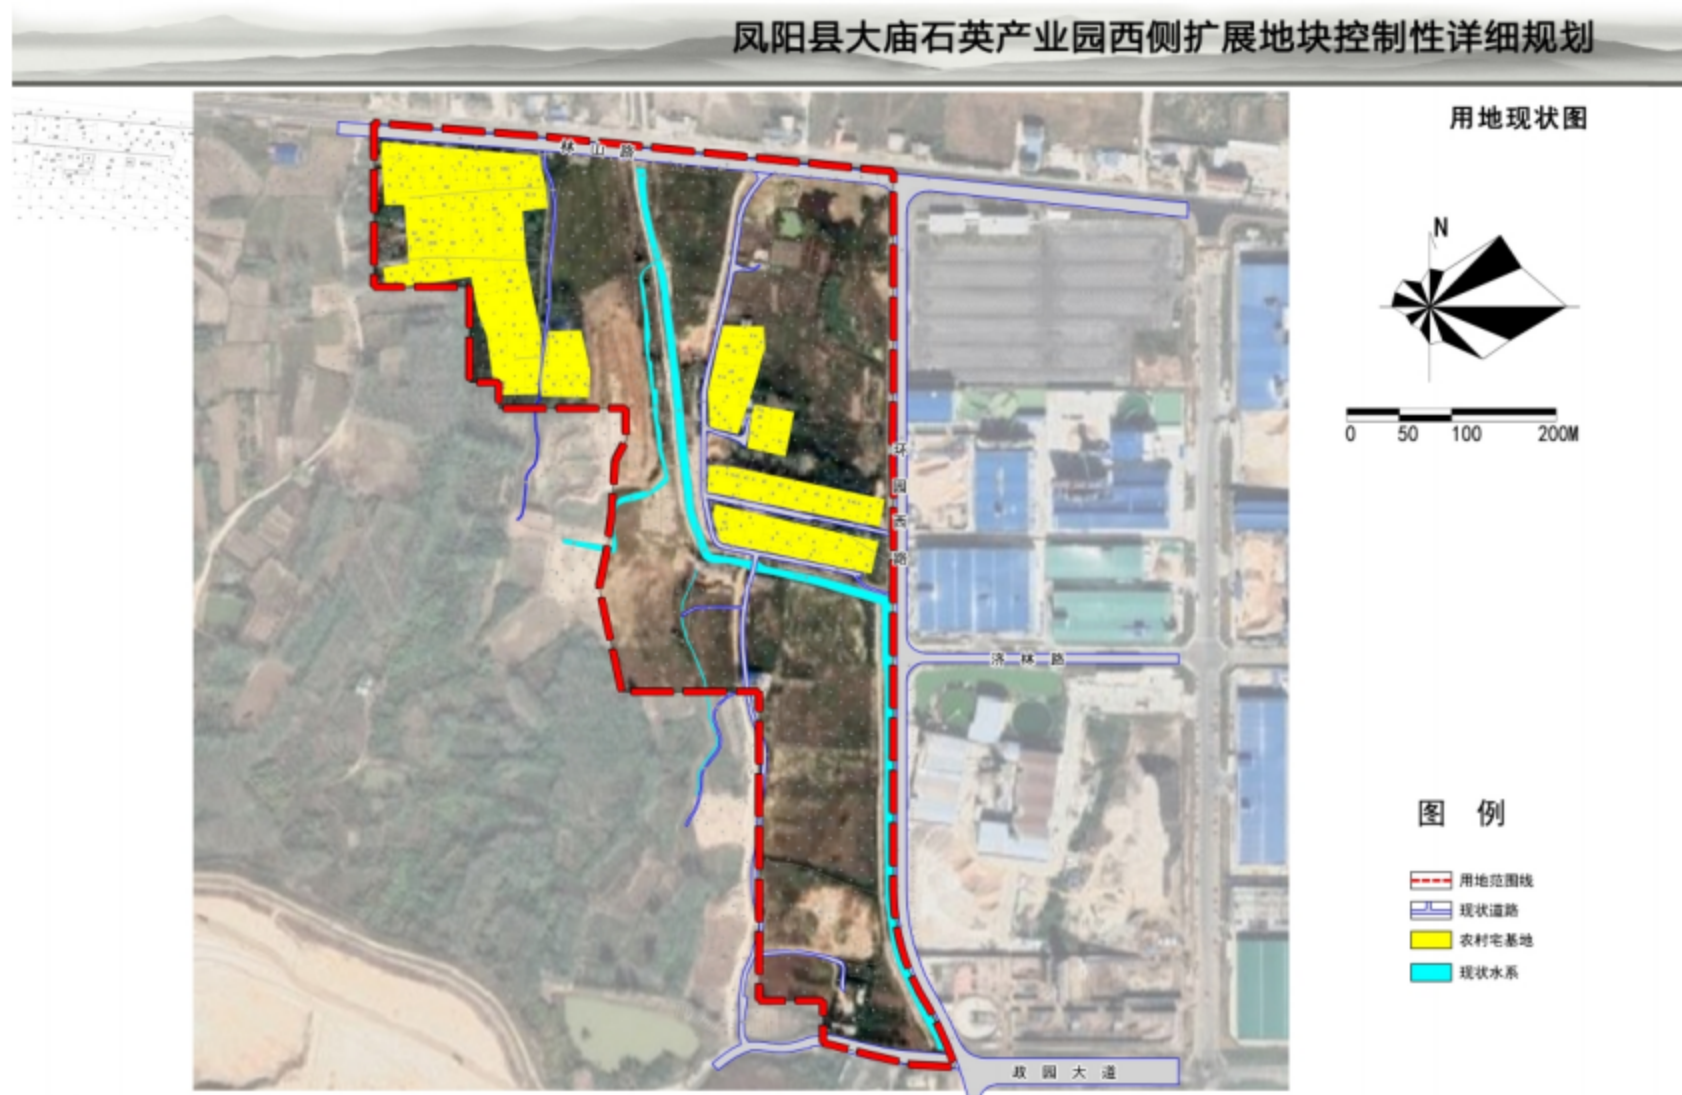 凤阳县大庙石英产业园西侧扩展地块控制性详细规划
用地现状图
林山路
N
0 50 100 200M
环园西路
济林路
图 例
用地范围线
现状道路
农村宅基地
现状水系
政园大道